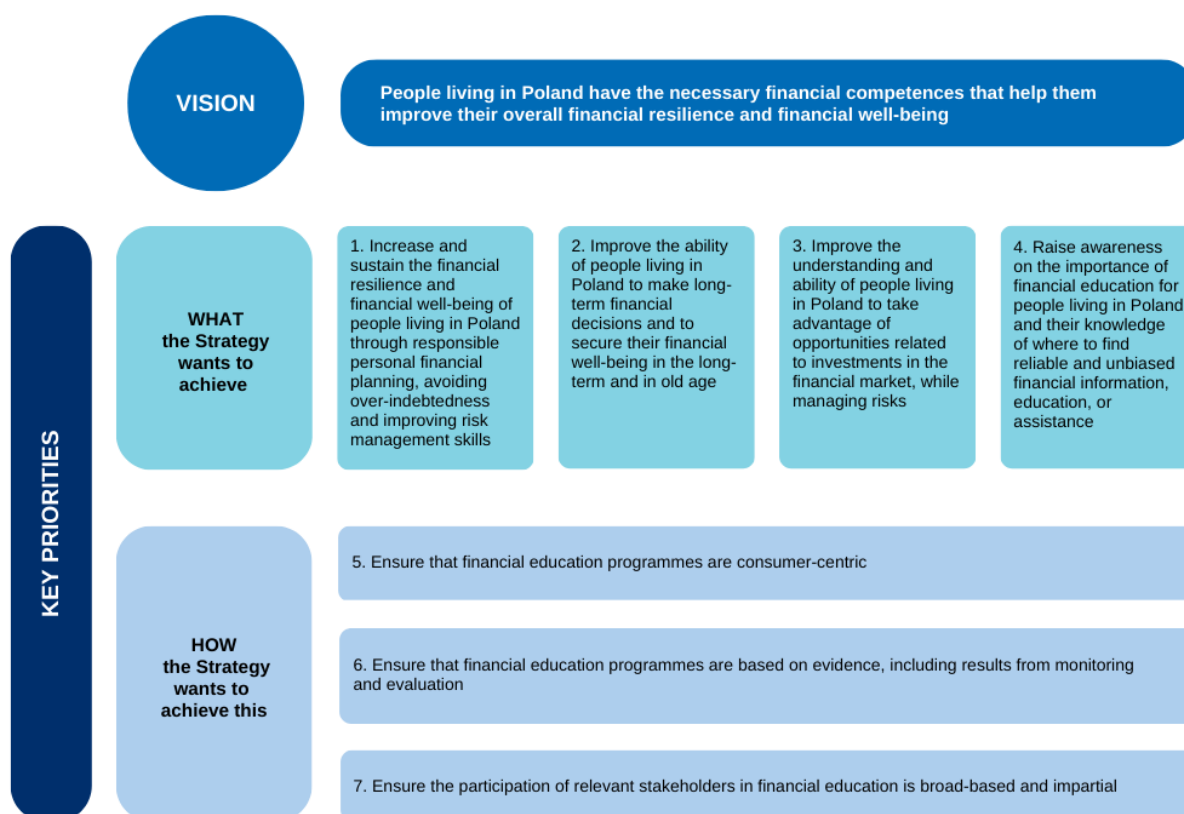 VISION
People living in Poland have the necessary financial competences that help them
improve their overall financial resilience and financial well-being
KEY PRIORITIES
WHAT
the Strategy
wants to
achieve
1. Increase and
sustain the financial
resilience and
financial well-being of
people living in Poland
through responsible
personal financial
planning, avoiding
over-indebtedness
and improving risk
management skills
2. Improve the ability
of people living in
Poland to make long-
term financial
decisions and to
secure their financial
well-being in the long-
term and in old age
3. Improve the
understanding and
ability of people living
in Poland to take
advantage of
opportunities related
to investments in the
financial market, while
managing risks
4. Raise awareness
on the importance of
financial education for
people living in Poland
and their knowledge
of where to find
reliable and unbiased
financial information,
education, or
assistance
HOW
the Strategy
wants to
achieve this
5. Ensure that financial education programmes are consumer-centric
6. Ensure that financial education programmes are based on evidence, including results from monitoring
and evaluation
7. Ensure the participation of relevant stakeholders in financial education is broad-based and impartial